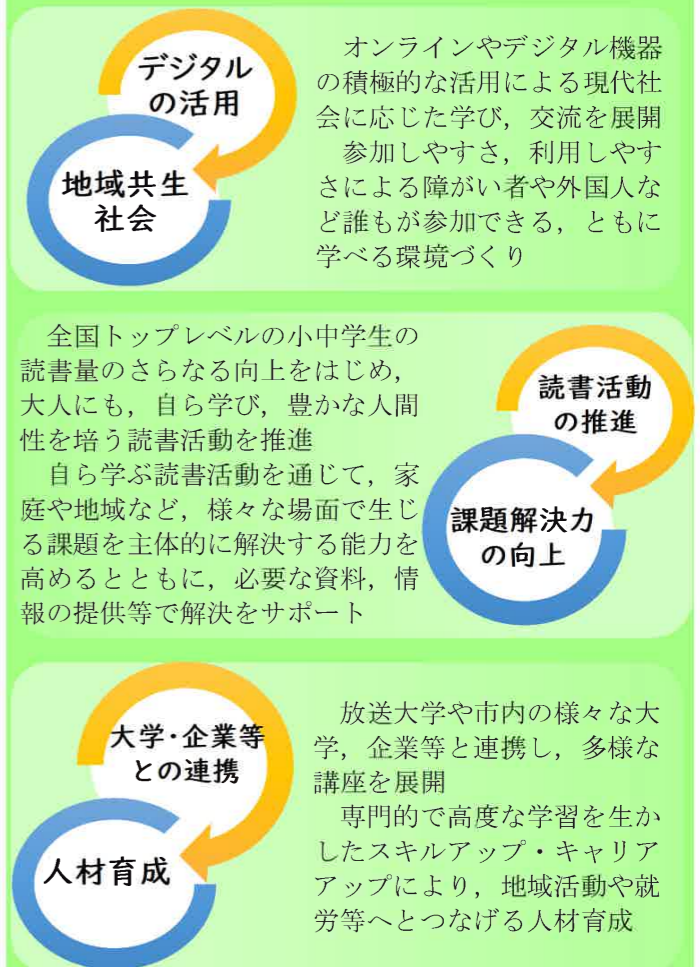 デジタル
の活用
地域共生
社会
　オンラインやデジタル機器
の積極的な活用による現代社
会に応じた学び，交流を展開
　参加しやすさ，利用しやす
さによる障がい者や外国人な
ど誰もが参加できる，ともに
学べる環境づくり
　全国トップレベルの小中学生の
読書量のさらなる向上をはじめ，
大人にも，自ら学び，豊かな人間
性を培う読書活動を推進
　自ら学ぶ読書活動を通じて，家
庭や地域など，様々な場面で生じ
る課題を主体的に解決する能力を
高めるとともに，必要な資料，情
報の提供等で解決をサポート
読書活動
の推進
課題解決力
の向上
大学・企業等
との連携
人材育成
　放送大学や市内の様々な大
学，企業等と連携し，多様な
講座を展開
　専門的で高度な学習を生か
したスキルアップ・キャリア
アップにより，地域活動や就
労等へとつなげる人材育成